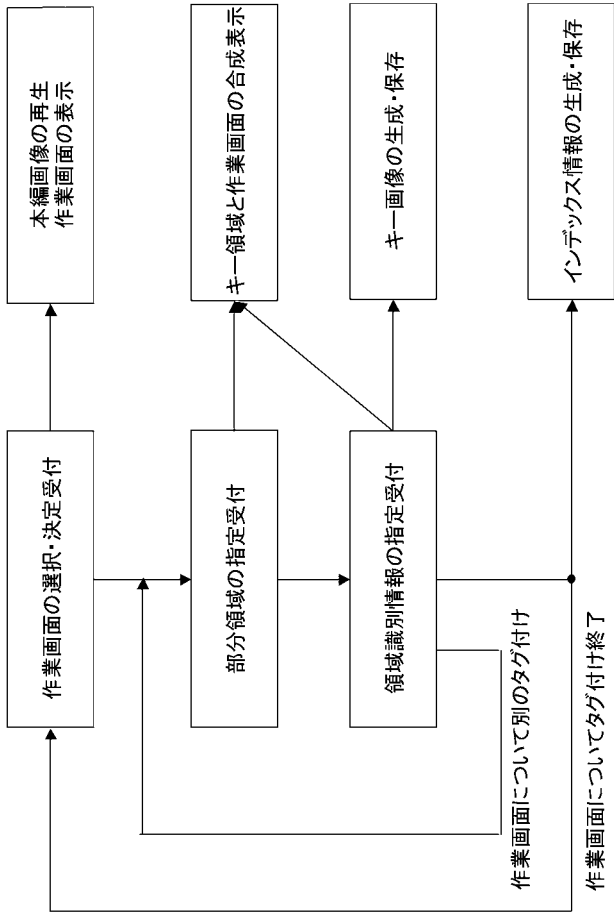 本編画像の再生
作業画面の表示
キー領域と作業画面の合成表示
キー画像の生成・保存
インデックス情報の生成・保存
作業画面の選択・決定受付
部分領域の指定受付
領域識別情報の指定受付
作業画面について別のタグ付け
作業画面についてタグ付け終了